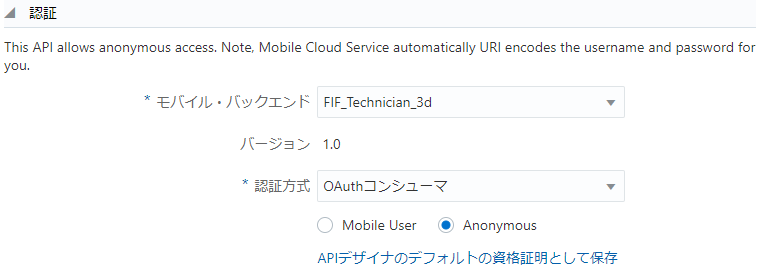 認証
This API allows anonymous access. Note, Mobile Cloud Service automatically URI encodes the username and password for
you.
* モバイル・バックエンド FIF_Technician_3d
バージョン 1.0
* 認証方式 OAuthコンシューマ
Mobile User Anonymous
APIデザイナのデフォルトの資格証明として保存